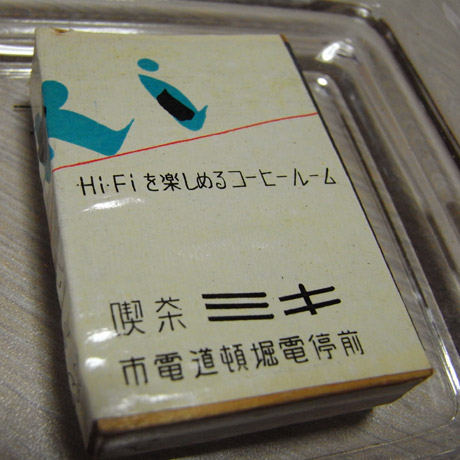 Hi・Fiを楽しめるコーヒールーム
喫茶 ミキ
市電道頓堀電停前